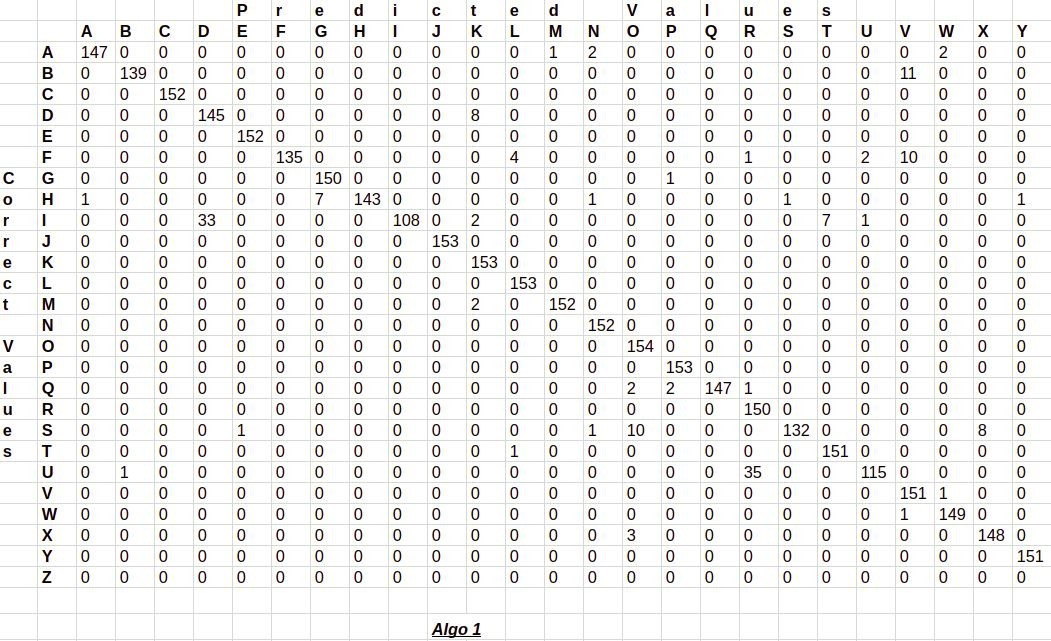 P r e d i c t e d V a l u e s
A B C D E F G H I J K L M N O P Q R S T U V W X Y
A 147 0 0 0 0 0 0 0 0 0 0 0 1 2 0 0 0 0 0 0 0 0 2 0 0
B 0 139 0 0 0 0 0 0 0 0 0 0 0 0 0 0 0 0 0 0 0 11 0 0 0
C 0 0 152 0 0 0 0 0 0 0 0 0 0 0 0 0 0 0 0 0 0 0 0 0 0
D 0 0 0 145 0 0 0 0 0 0 8 0 0 0 0 0 0 0 0 0 0 0 0 0 0
E 0 0 0 0 152 0 0 0 0 0 0 0 0 0 0 0 0 0 0 0 0 0 0 0 0
F 0 0 0 0 0 135 0 0 0 0 0 4 0 0 0 0 0 1 0 0 2 10 0 0 0
C G 0 0 0 0 0 0 150 0 0 0 0 0 0 0 0 1 0 0 0 0 0 0 0 0 0
o H 1 0 0 0 0 0 7 143 0 0 0 0 0 1 0 0 0 0 1 0 0 0 0 0 1
r I 0 0 0 33 0 0 0 0 108 0 2 0 0 0 0 0 0 0 0 7 1 0 0 0 0
r J 0 0 0 0 0 0 0 0 0 153 0 0 0 0 0 0 0 0 0 0 0 0 0 0 0
e K 0 0 0 0 0 0 0 0 0 0 153 0 0 0 0 0 0 0 0 0 0 0 0 0 0
c L 0 0 0 0 0 0 0 0 0 0 0 153 0 0 0 0 0 0 0 0 0 0 0 0 0
t M 0 0 0 0 0 0 0 0 0 0 2 0 152 0 0 0 0 0 0 0 0 0 0 0 0
N 0 0 0 0 0 0 0 0 0 0 0 0 0 152 0 0 0 0 0 0 0 0 0 0 0
V O 0 0 0 0 0 0 0 0 0 0 0 0 0 0 154 0 0 0 0 0 0 0 0 0 0
a P 0 0 0 0 0 0 0 0 0 0 0 0 0 0 0 153 0 0 0 0 0 0 0 0 0
l Q 0 0 0 0 0 0 0 0 0 0 0 0 0 0 2 2 147 1 0 0 0 0 0 0 0
u R 0 0 0 0 0 0 0 0 0 0 0 0 0 0 0 0 0 150 0 0 0 0 0 0 0
e S 0 0 0 0 1 0 0 0 0 0 0 0 0 1 10 0 0 0 132 0 0 0 0 8 0
s T 0 0 0 0 0 0 0 0 0 0 0 1 0 0 0 0 0 0 0 151 0 0 0 0 0
U 0 1 0 0 0 0 0 0 0 0 0 0 0 0 0 0 0 35 0 0 115 0 0 0 0
V 0 0 0 0 0 0 0 0 0 0 0 0 0 0 0 0 0 0 0 0 0 151 1 0 0
W 0 0 0 0 0 0 0 0 0 0 0 0 0 0 0 0 0 0 0 0 0 1 149 0 0
X 0 0 0 0 0 0 0 0 0 0 0 0 0 0 3 0 0 0 0 0 0 0 0 148 0
Y 0 0 0 0 0 0 0 0 0 0 0 0 0 0 0 0 0 0 0 0 0 0 0 0 151
Z 0 0 0 0 0 0 0 0 0 0 0 0 0 0 0 0 0 0 0 0 0 0 0 0 0
Algo 1